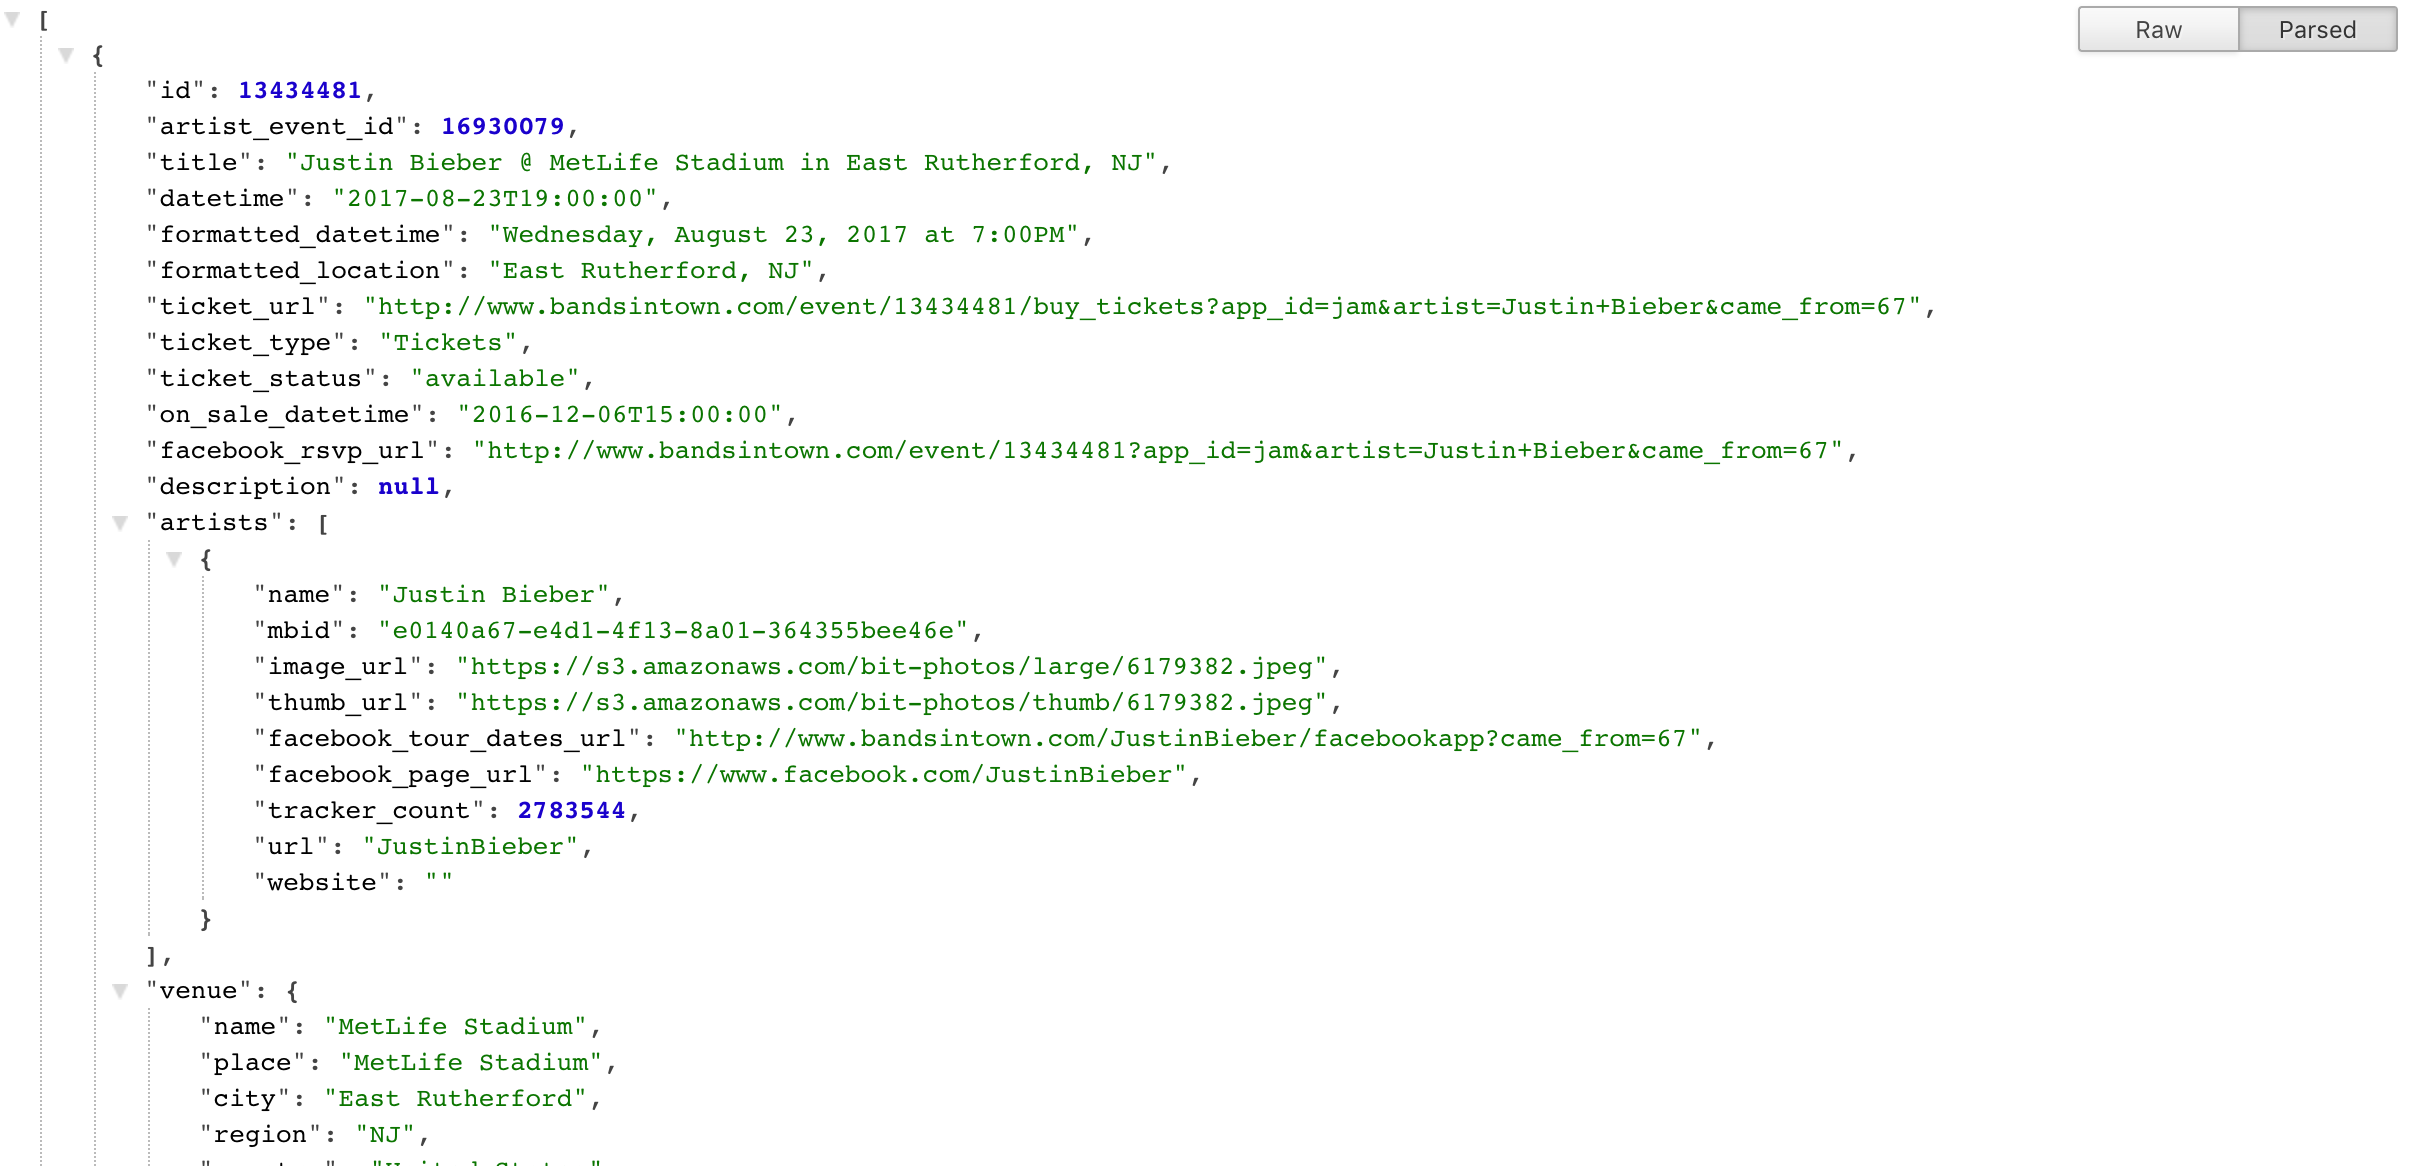 [
Raw Parsed
{
"id": 13434481,
"artist_event_id": 16930079,
"title": "Justin Bieber @ MetLife Stadium in East Rutherford, NJ",
"datetime": "2017-08-23T19:00:00",
"formatted_datetime": "Wednesday, August 23, 2017 at 7:00PM",
"formatted_location": "East Rutherford, NJ",
"ticket_url": "http://www.bandsintown.com/event/13434481/buy_tickets?app_id=jam&artist=Justin+Bieber&came_from=67",
"ticket_type": "Tickets",
"ticket_status": "available",
"on_sale_datetime": "2016-12-06T15:00:00",
"facebook_rsvp_url": "http://www.bandsintown.com/event/13434481?app_id=jam&artist=Justin+Bieber&came_from=67",
"description": null,
"artists": [
{
"name": "Justin Bieber",
"mbid": "e0140a67-e4d1-4f13-8a01-364355bee46e",
"image_url": "https://s3.amazonaws.com/bit-photos/large/6179382.jpeg",
"thumb_url": "https://s3.amazonaws.com/bit-photos/thumb/6179382.jpeg",
"facebook_tour_dates_url": "http://www.bandsintown.com/JustinBieber/facebookapp?came_from=67",
"facebook_page_url": "https://www.facebook.com/JustinBieber",
"tracker_count": 2783544,
"url": "JustinBieber",
"website": ""
}
],
"venue": {
"name": "MetLife Stadium",
"place": "MetLife Stadium",
"city": "East Rutherford",
"region": "NJ",